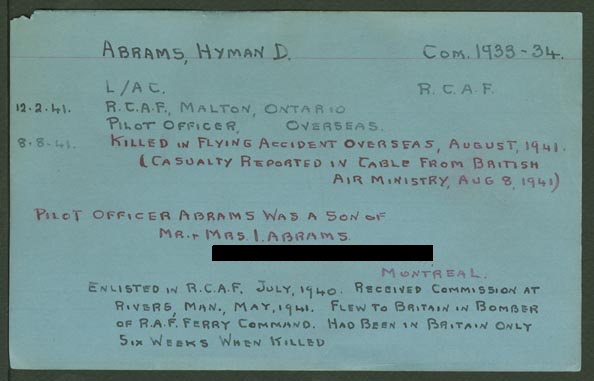 ABRAMS, HYMAN D. COM. 1933-34.
L/AC. R.C.A.F.
12.2.41. R.C.A.F., MALTON, ONTARIO
PILOT OFFICER, OVERSEAS.
8-8-41. KILLED IN FLYING ACCIDENT OVERSEAS, AUGUST, 1941.
(CASUALTY REPORTED IN CABLE FROM BRITISH
AIR MINISTRY, AUG 8, 1941)
PILOT OFFICER ABRAMS WAS A SON OF
MR. & MRS. I. ABRAMS.
MONTREAL.
ENLISTED IN R.C.A.F. JULY, 1940. RECEIVED COMMISSION AT
RIVERS, MAN., MAY, 1941. FLEW TO BRITAIN IN BOMBER
OF R.A.F. FERRY COMMAND. HAD BEEN IN BRITAIN ONLY
SIX WEEKS WHEN KILLED